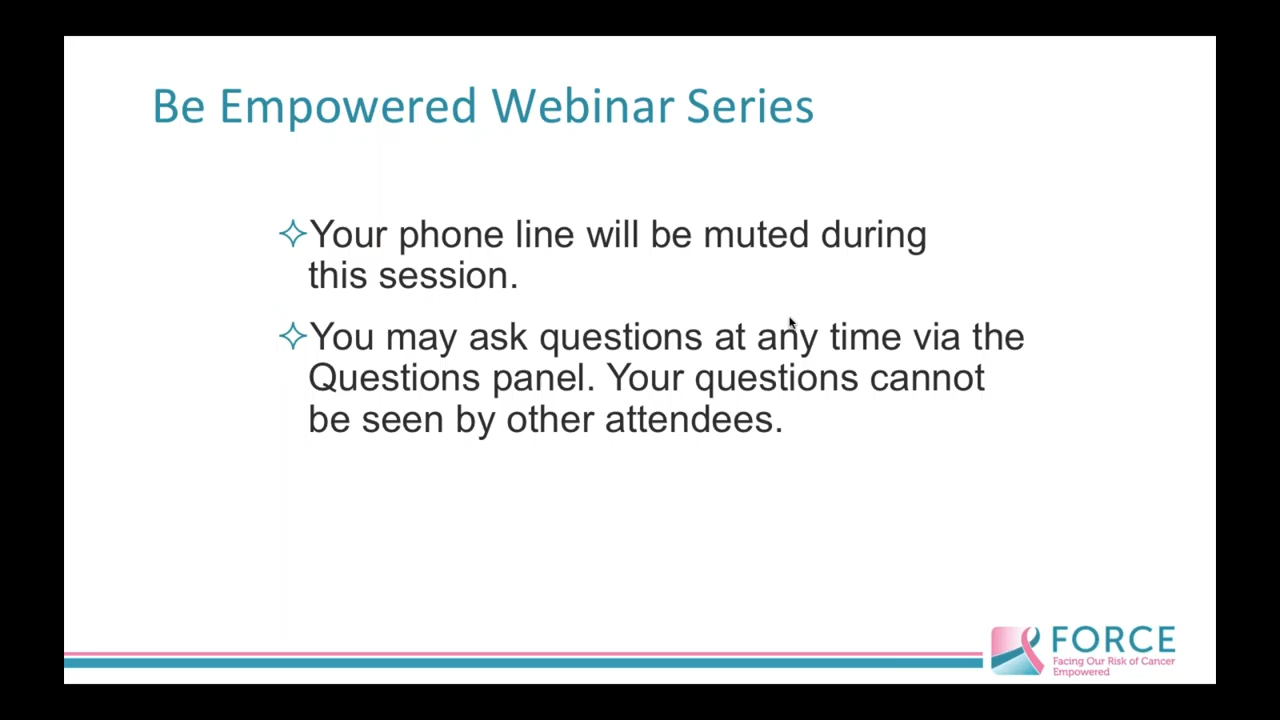 Be Empowered Webinar Series
Your phone line will be muted during
this session.
You may ask questions at any time via the
Questions panel. Your questions cannot
be seen by other attendees.
FORCE
Facing Our Risk of Cancer
Empowered